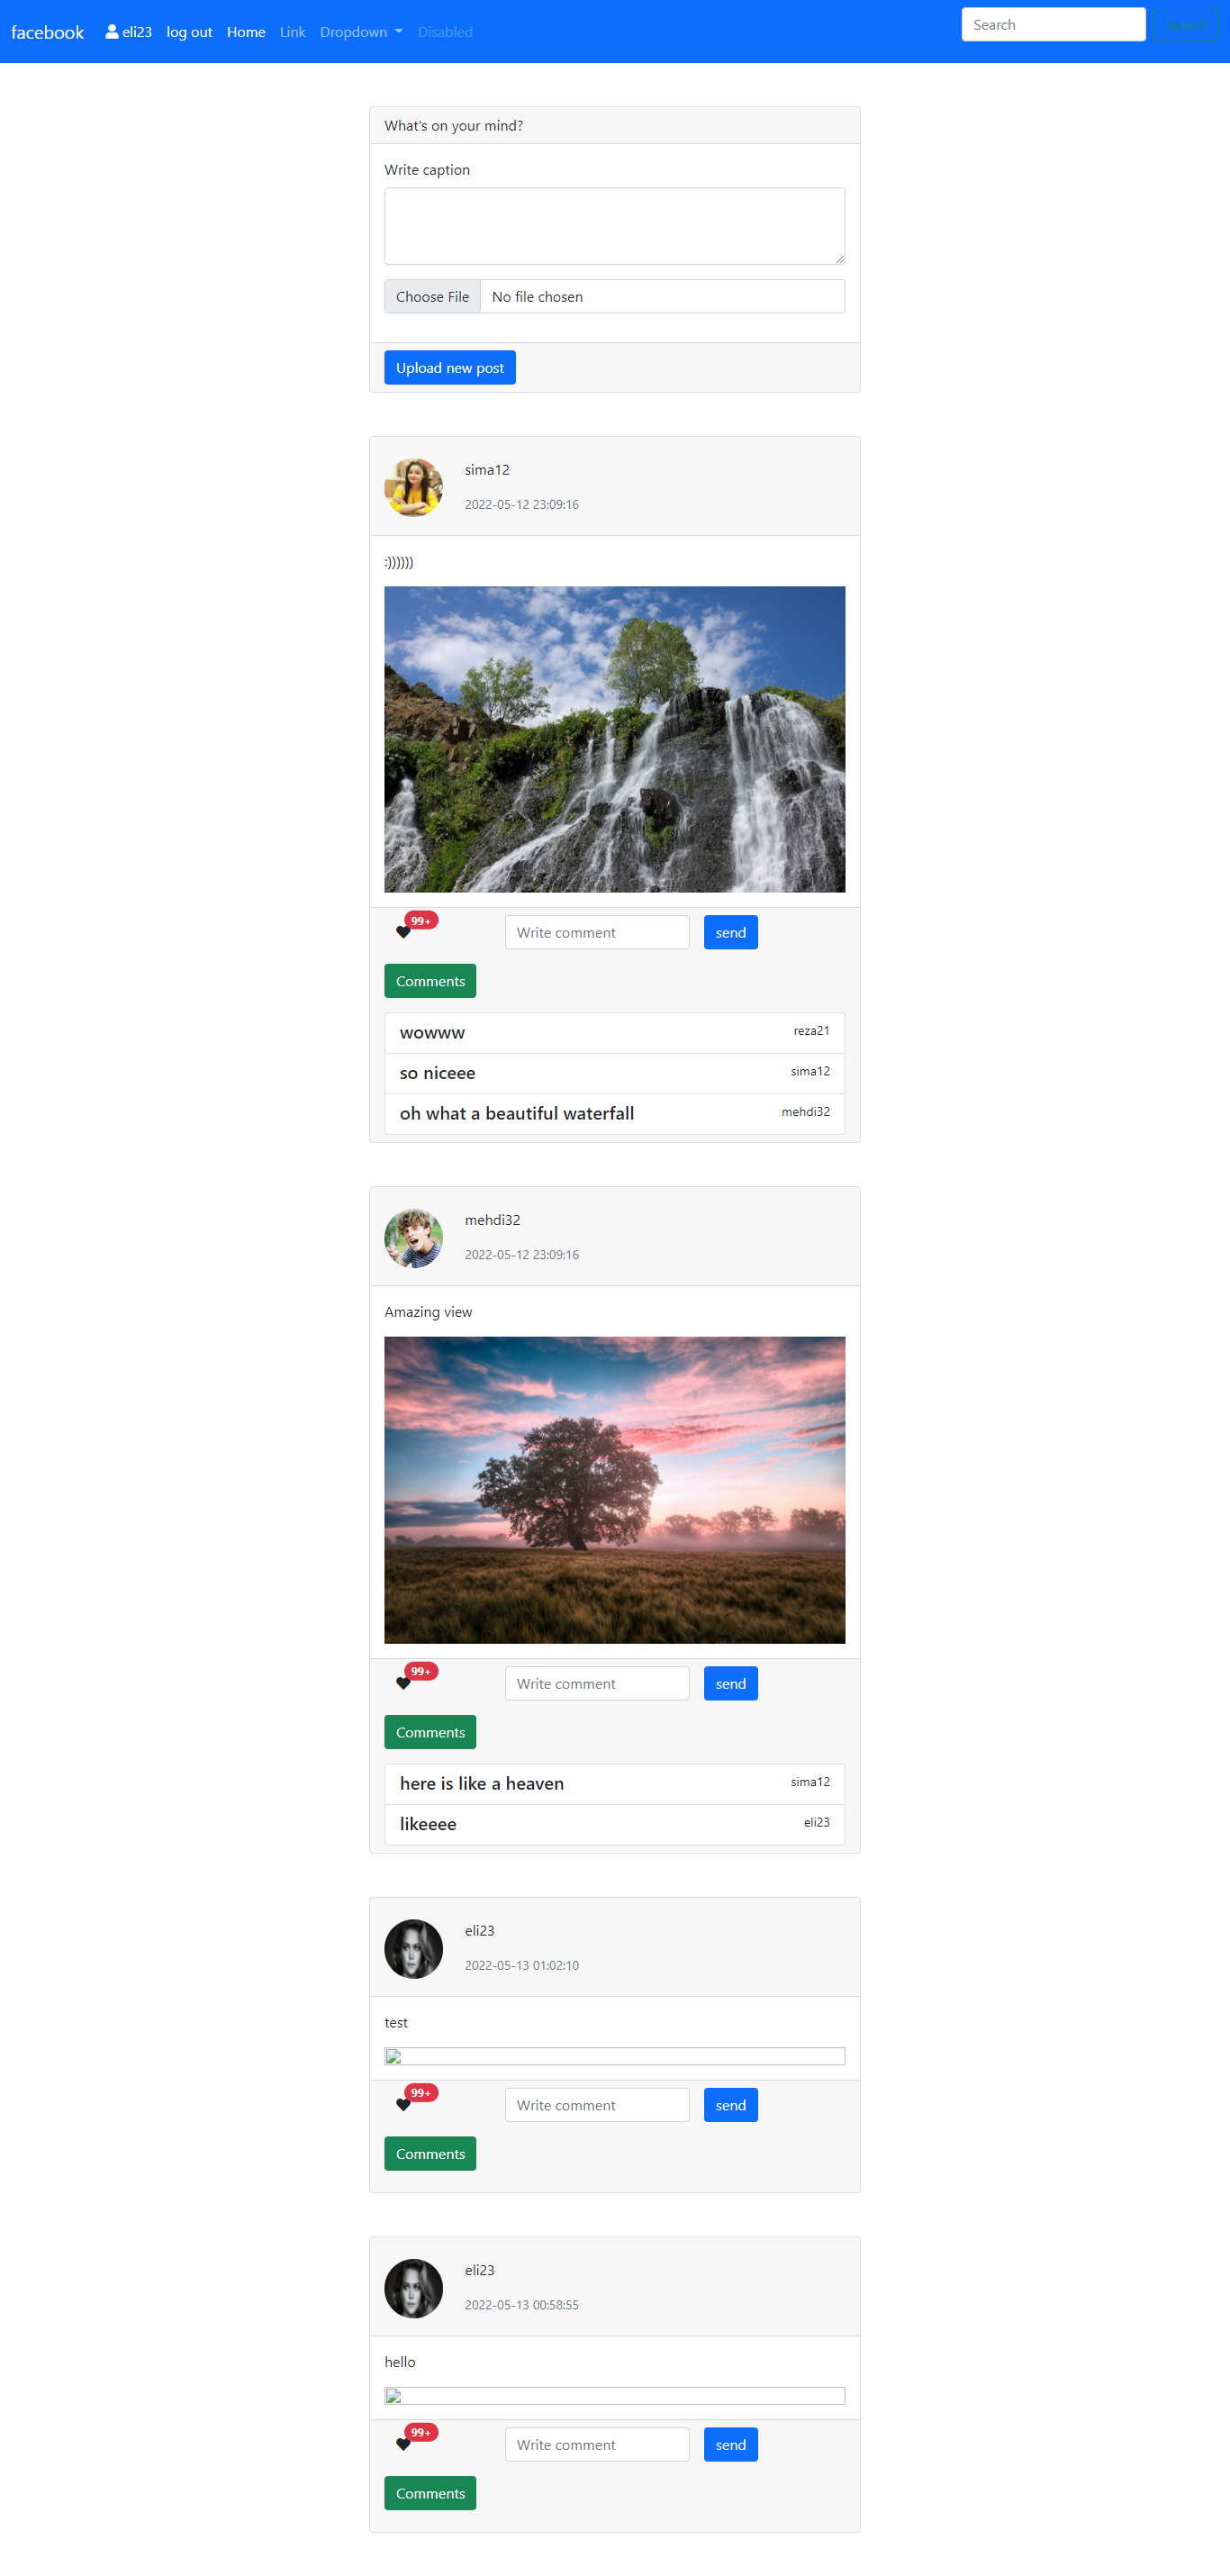 facebook eli23 log out Home Link Dropdown Disabled Search Search
What's on your mind?
Write caption
Choose File No file chosen
Upload new post
sima12
2022-05-12 23:09:16
:))))))
99+
Write comment send
Comments
wowww reza21
so niceee sima12
oh what a beautiful waterfall mehdi32
mehdi32
2022-05-12 23:09:16
Amazing view
99+
Write comment send
Comments
here is like a heaven sima12
likeeee eli23
eli23
2022-05-13 01:02:10
test
99+
Write comment send
Comments
eli23
2022-05-13 00:58:55
hello
99+
Write comment send
Comments